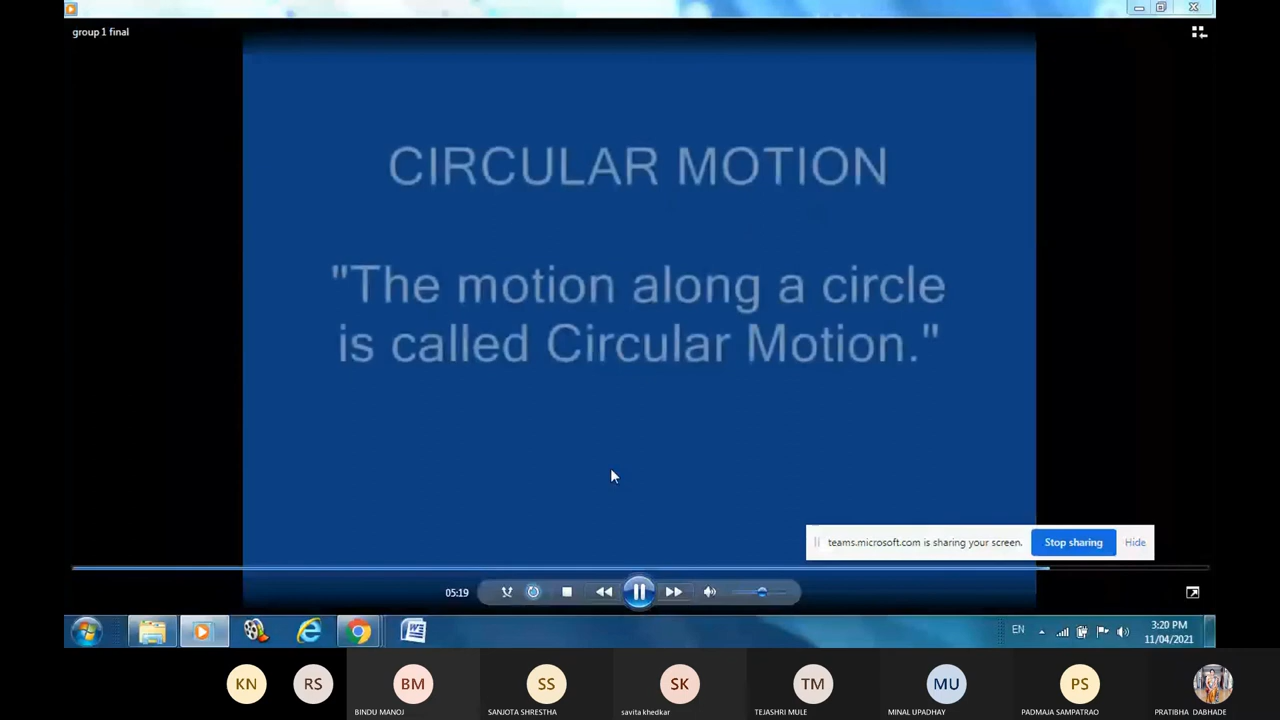 group 1 final
CIRCULAR MOTION
"The motion along a circle
is called Circular Motion."
teams.microsoft.com is sharing your screen.
Stop sharing
Hide
05:19
EN
3:20 PM
11/04/2021
KN
RS
BM
SS
SK
TM
MU
PS
BINDU MANOJ
SANJOTA SHRESTHA
savita khedkar
TEJASHRI MULE
MINAL UPADHAY
PADMAJA SAMPATRAO
PRATIBHA DABHADE